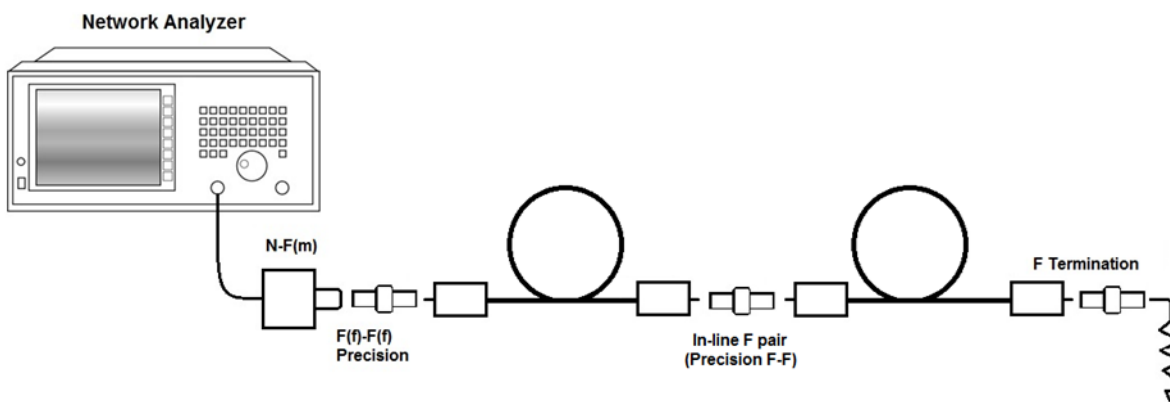 Network Analyzer
N-F(m)
F(f)-F(f)
Precision
In-line F pair
(Precision F-F)
F Termination